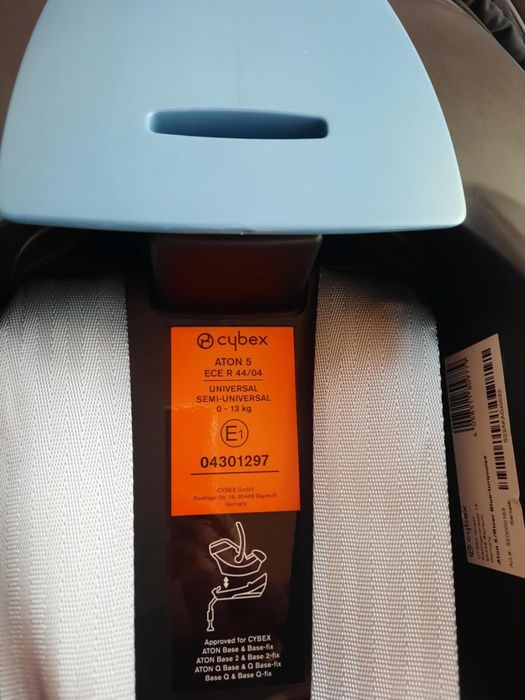 cybex
ATON 5
ECE R 44/04
UNIVERSAL
SEMI-UNIVERSAL
0 - 13 kg
E1
04301297
CYBEX GmbH
Riedinger Str. 18, 95448 Bayreuth
Germany
Approved for CYBEX
ATON Base & Base-fix
ATON Base 2 & Base 2-fix
ATON Q Base & Q Base-fix
Base Q & Base Q-fix
cybex